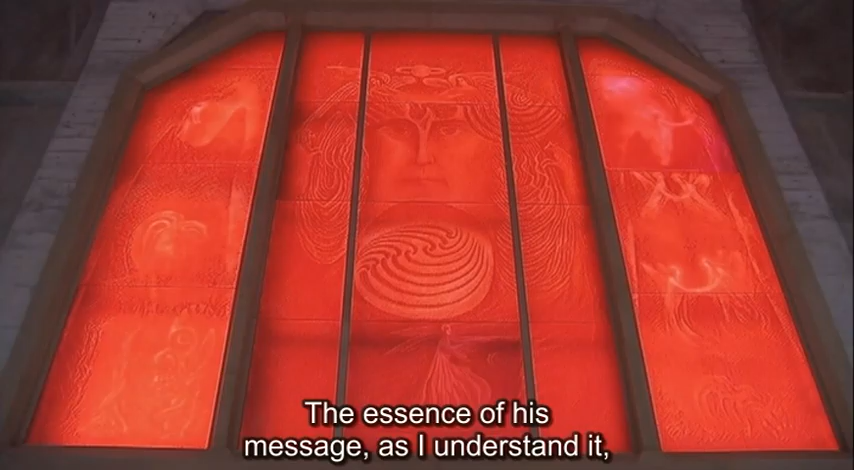 The essence of his
message, as I understand it,